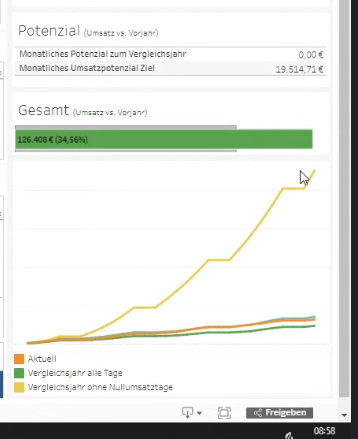 Potenzial (Umsatz vs. Vorjahr)
Monatliches Potenzial zum Vergleichsjahr 0,00 €
Monatliches Umsatzpotenzial Ziel 19.514,71 €
Gesamt (Umsatz vs. Vorjahr)
126.408 € (34,56%)
Aktuell
Vergleichsjahr alle Tage
Vergleichsjahr ohne Nullumsatztage
Freigeben
08:58